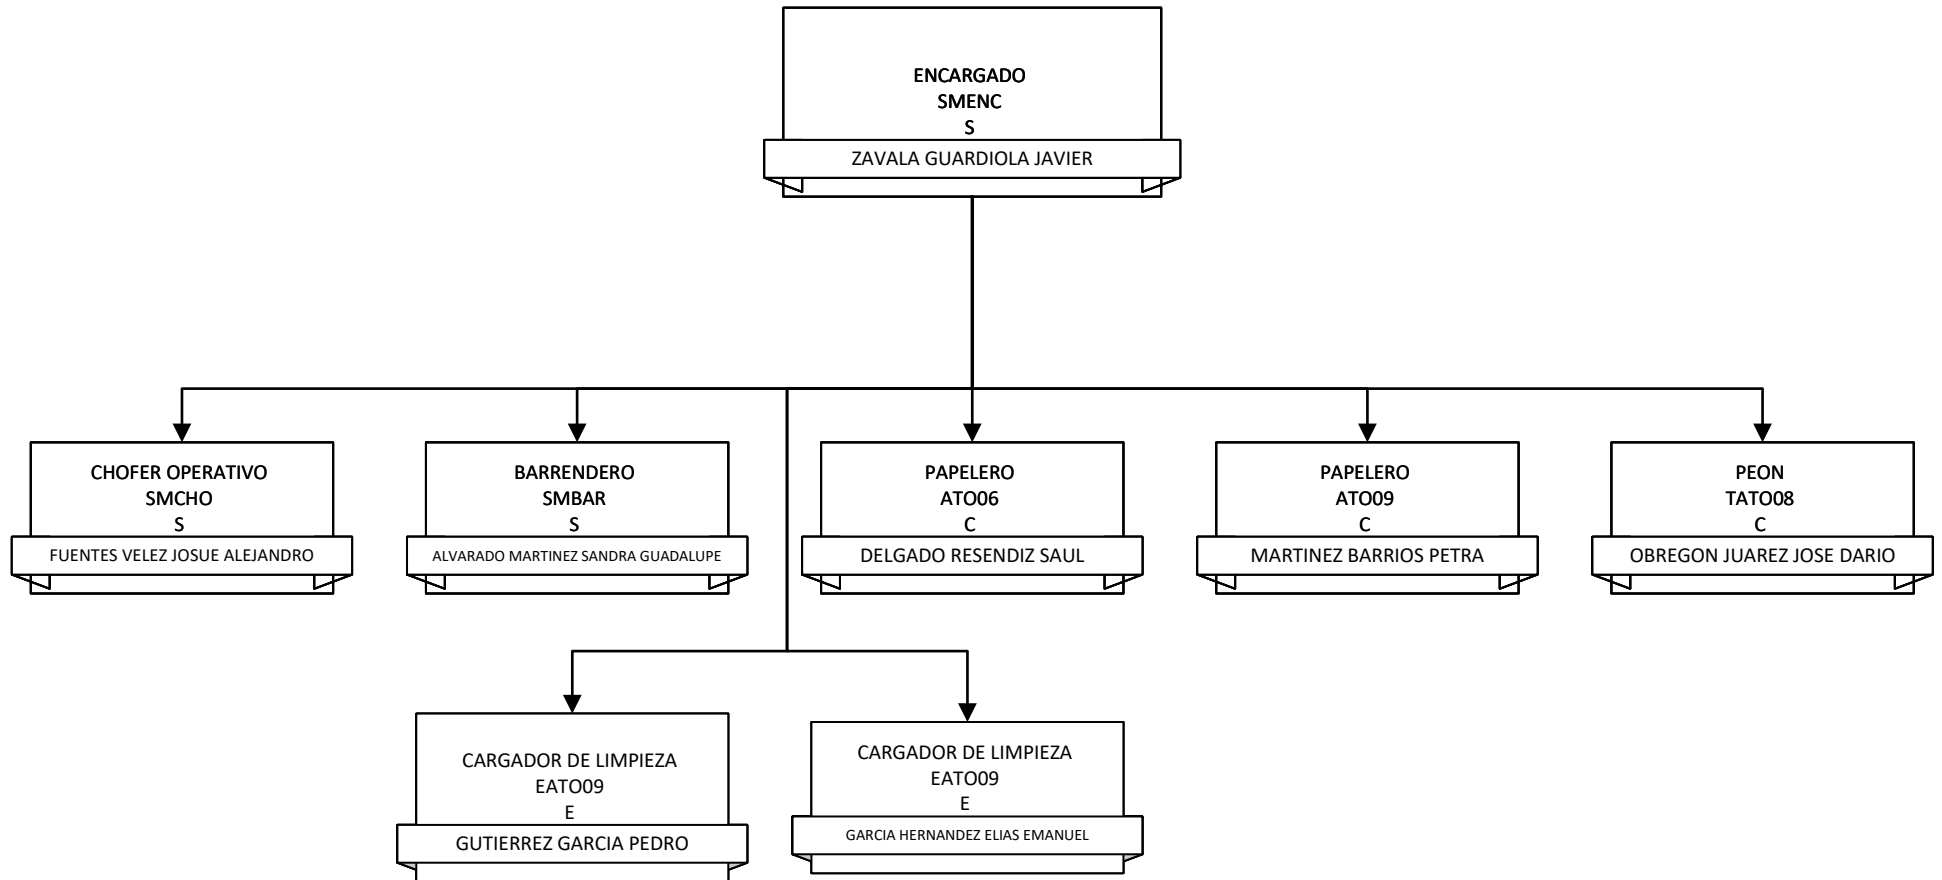 ENCARGADO
SMENC
S
ZAVALA GUARDIOLA JAVIER
CHOFER OPERATIVO
SMCHO
S
FUENTES VELEZ JOSUE ALEJANDRO
BARRENDERO
SMBAR
S
ALVARADO MARTINEZ SANDRA GUADALUPE
PAPELERO
ATO06
C
DELGADO RESENDIZ SAUL
PAPELERO
ATO09
C
MARTINEZ BARRIOS PETRA
PEON
TATO08
C
OBREGON JUAREZ JOSE DARIO
CARGADOR DE LIMPIEZA
EATO09
E
GUTIERREZ GARCIA PEDRO
CARGADOR DE LIMPIEZA
EATO09
E
GARCIA HERNANDEZ ELIAS EMANUEL